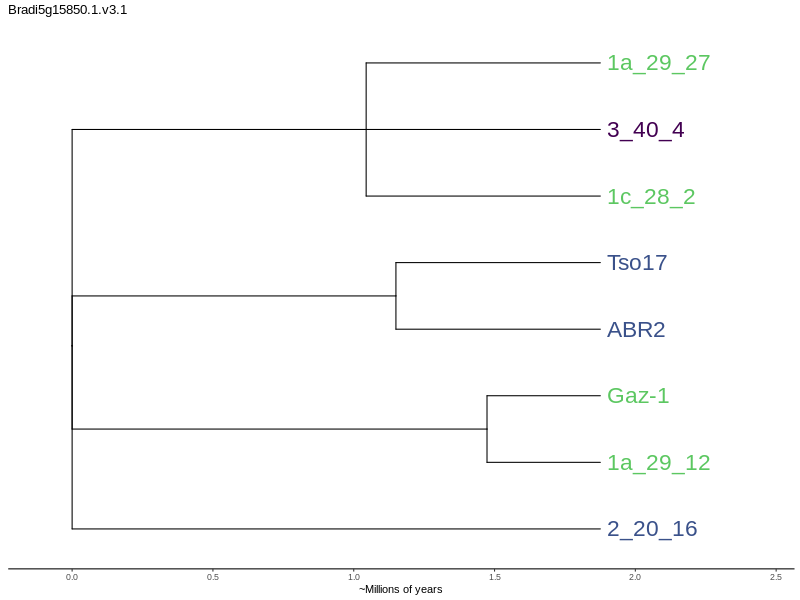 Bradi5g15850.1.v3.1
1a_29_27
3_40_4
1c_28_2
Tso17
ABR2
Gaz-1
1a_29_12
2_20_16
0.0 0.5 1.0 1.5 2.0 2.5
~Millions of years